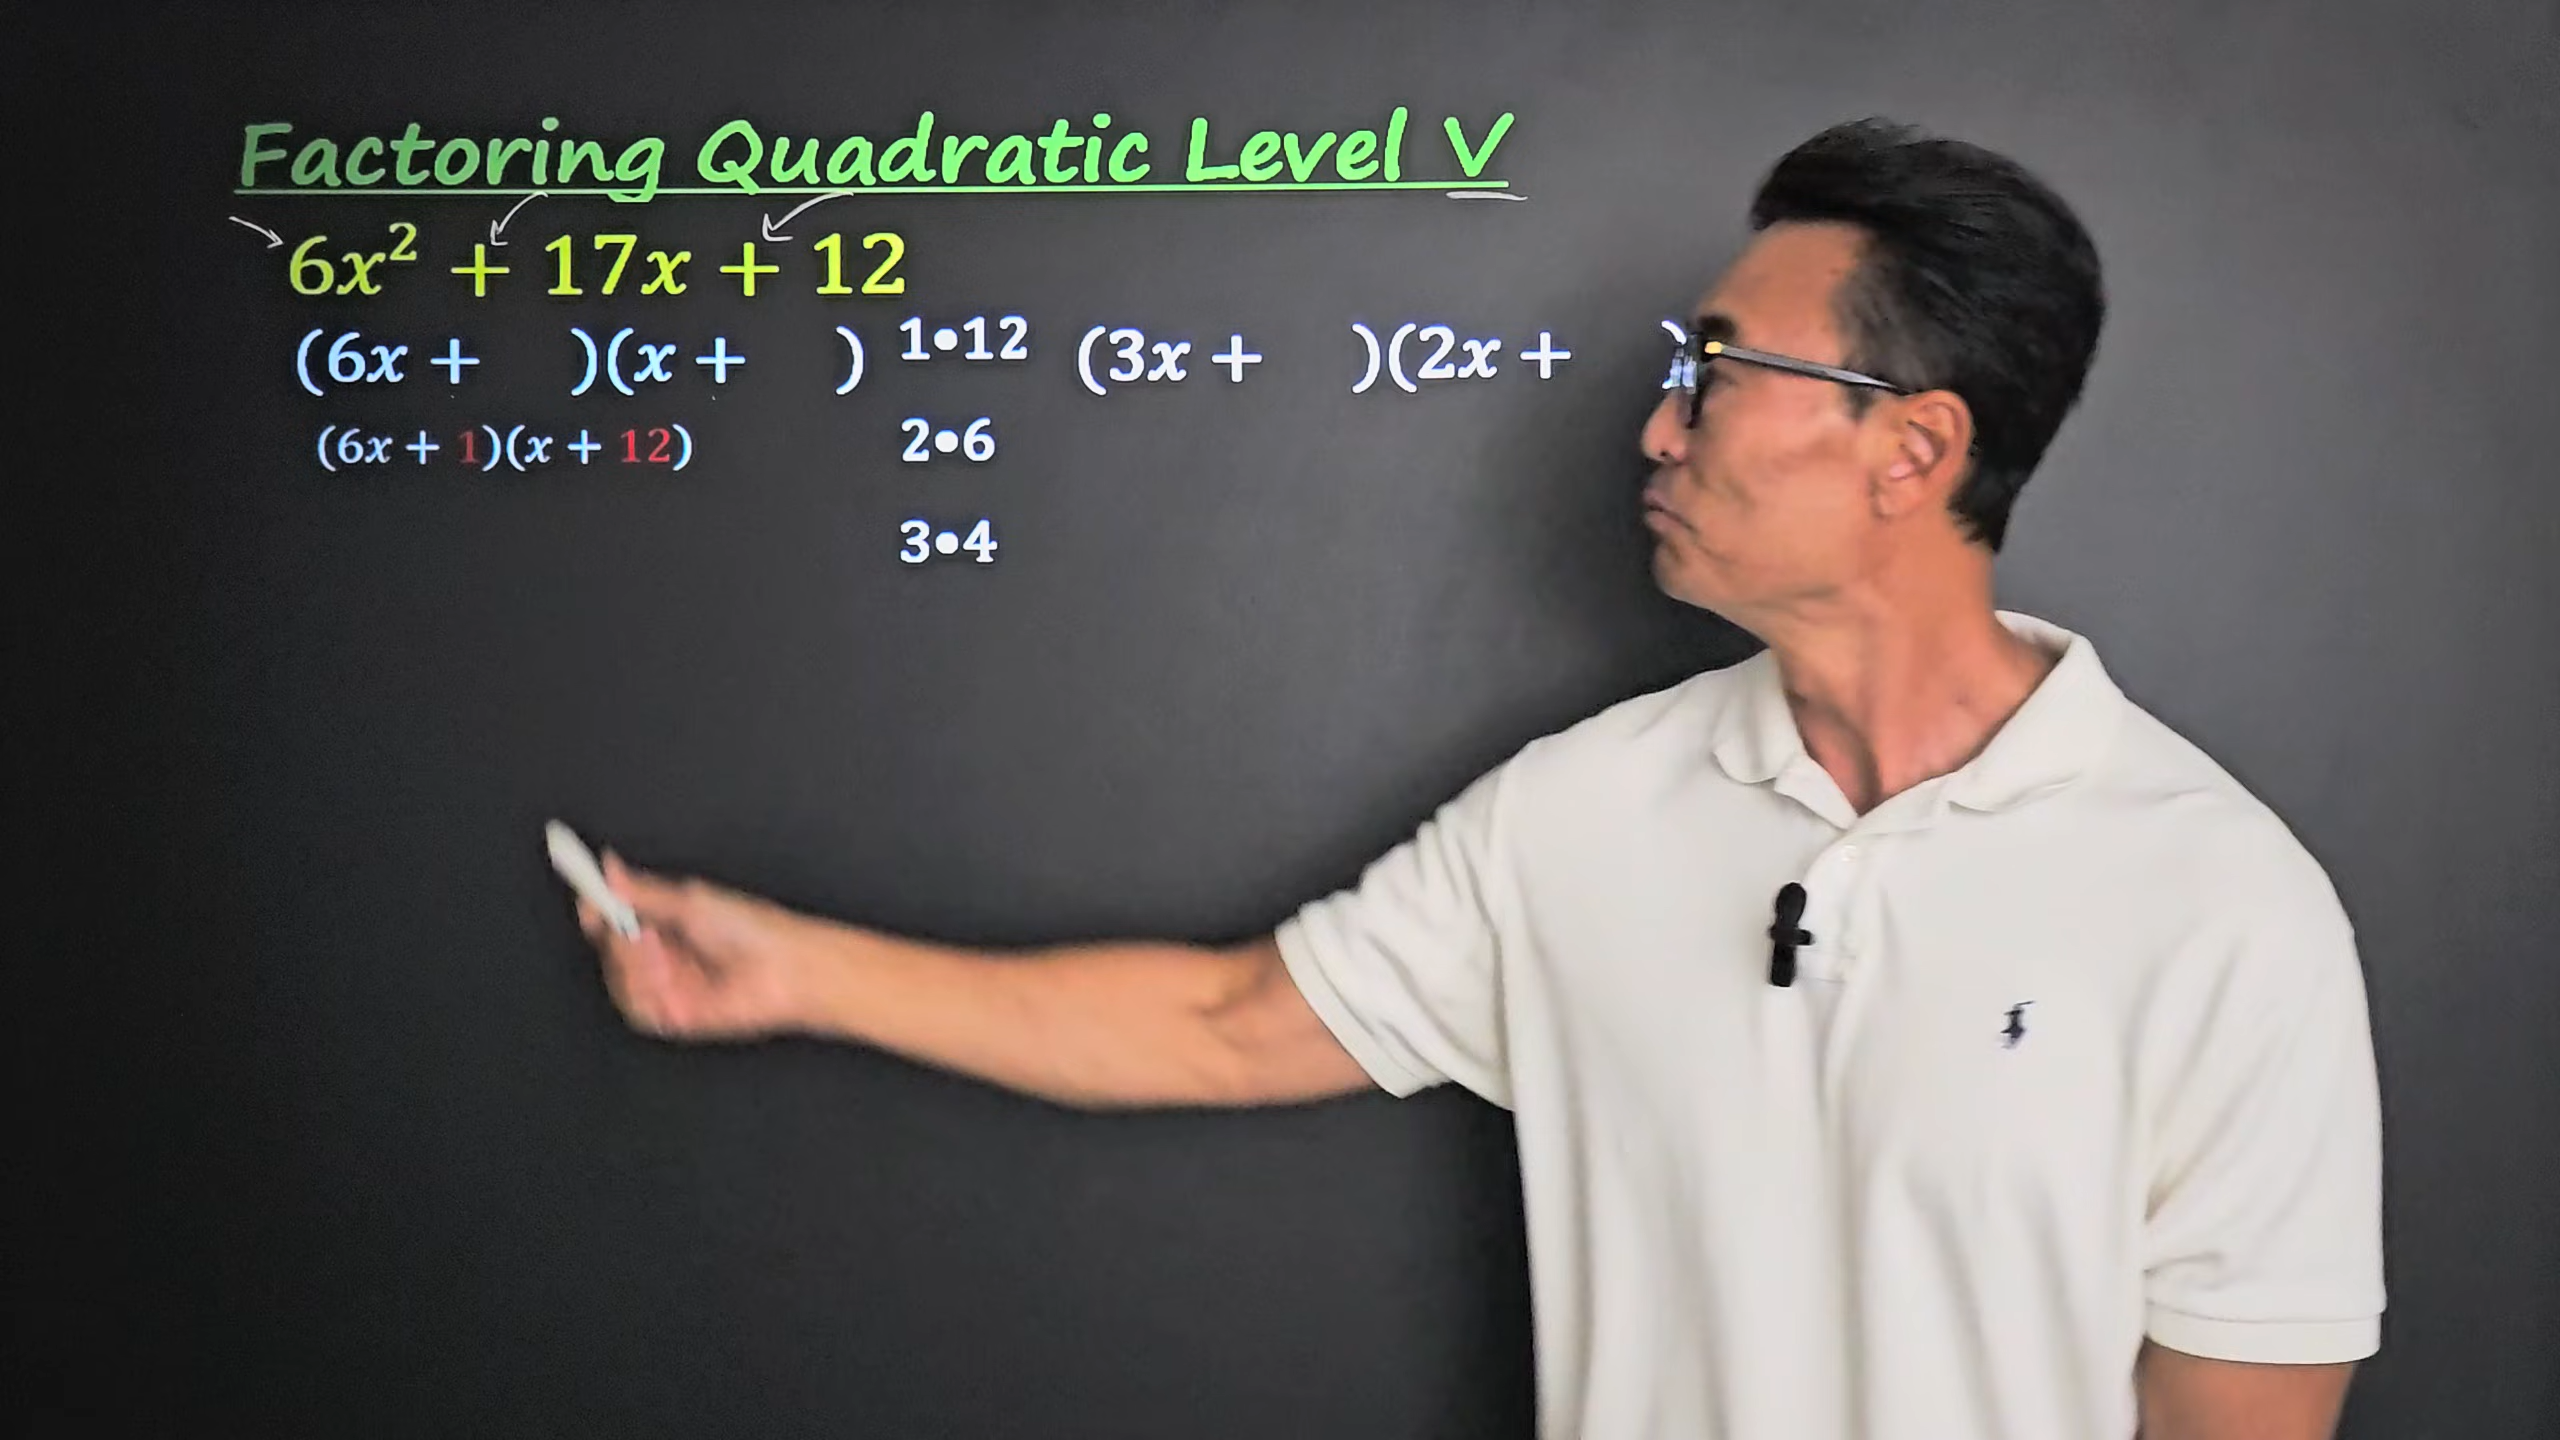 Factoring Quadratic Level V
6x² + 17x + 12
(6x +    )(x +    ) 1•12 (3x +    )(2x +    )
(6x + 1)(x + 12) 2•6
3•4